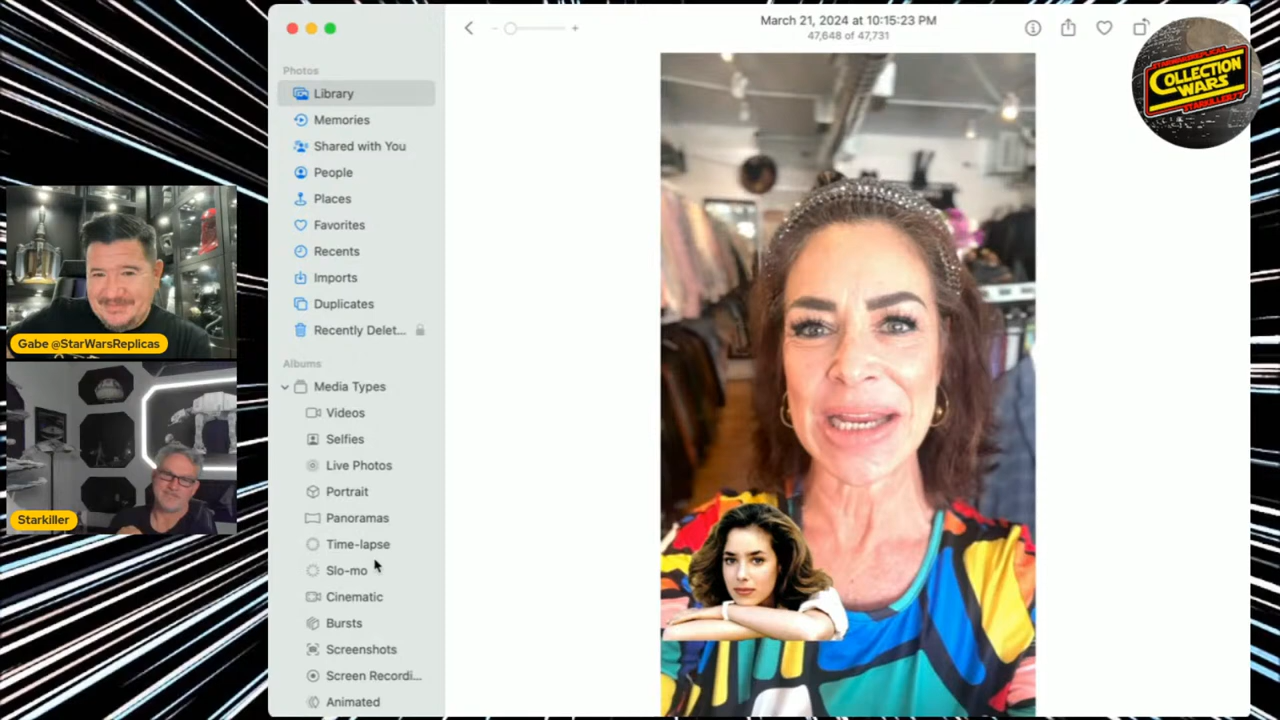 March 21, 2024 at 10:15:23 PM
47,648 of 47,731
Photos
Library
Memories
Shared with You
People
Places
Favorites
Recents
Imports
Duplicates
Recently Delet...
Albums
Media Types
Videos
Selfies
Live Photos
Portrait
Panoramas
Time-lapse
Slo-mo
Cinematic
Bursts
Screenshots
Screen Recordi...
Animated
Gabe @StarWarsReplicas
Starkiller
STARWARSREPLICAS
COLLECTION
WARS
STARKILLER77